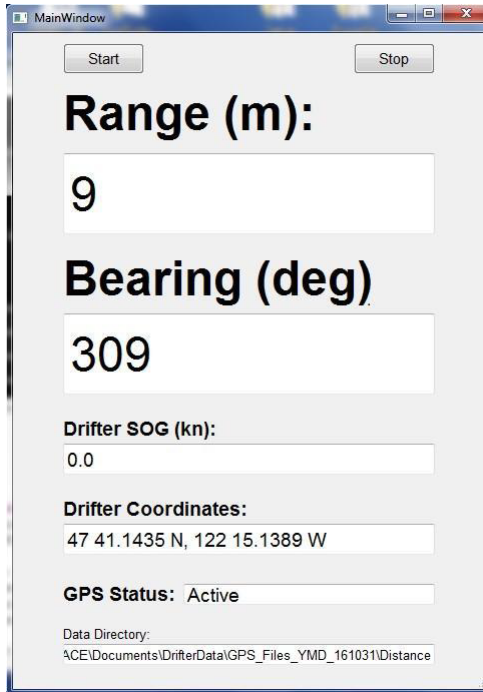 MainWindow
Start Stop
Range (m):
9
Bearing (deg)
309
Drifter SOG (kn):
0.0
Drifter Coordinates:
47 41.1435 N, 122 15.1389 W
GPS Status: Active
Data Directory:
ACE\Documents\DrifterData\GPS_Files_YMD_161031\Distance